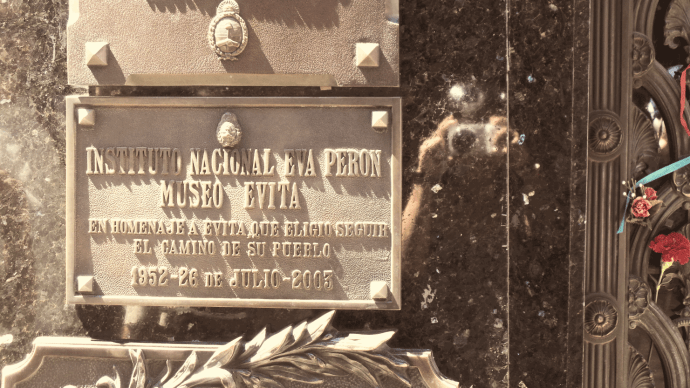 INSTITUTO NACIONAL EVA PERON
MUSEO EVITA
EN HOMENAJE A EVITA, QUE ELIGIO SEGUIR
EL CAMINO DE SU PUEBLO
1952-26 DE JULIO-2003